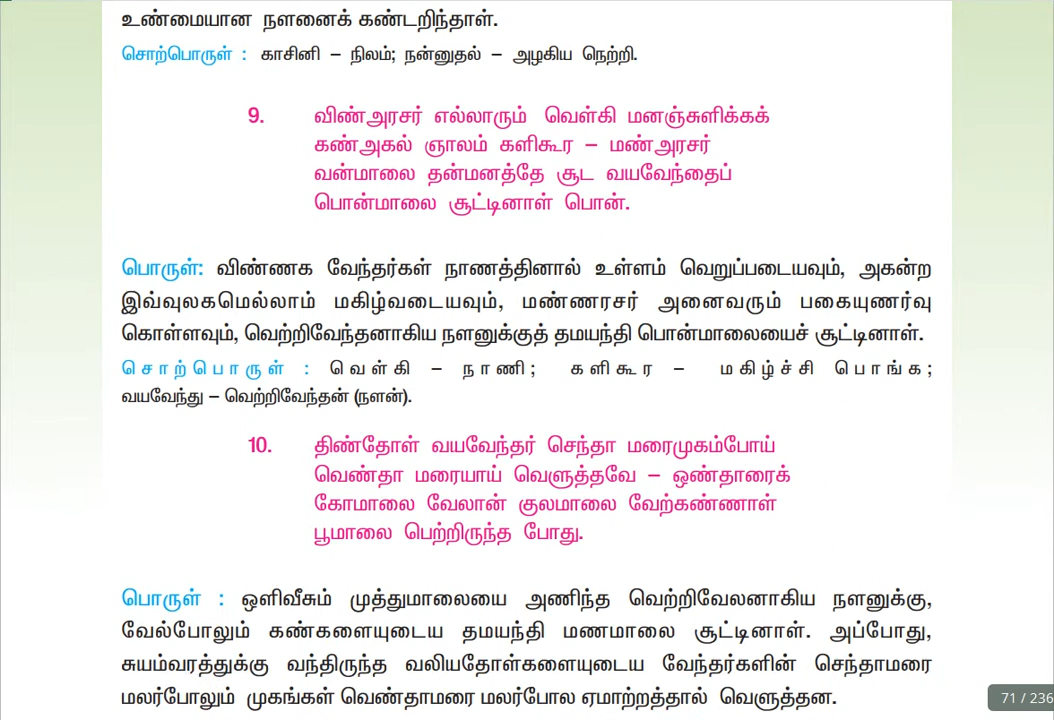 உண்மையான நளனைக் கண்டறிந்தாள்.
சொற்பொருள் : காசினி – நிலம்; நன்னுதல் – அழகிய நெற்றி.
9. விண்அரசர் எல்லாரும் வெள்கி மனஞ்சுளிக்கக்
கண்அகல் ஞாலம் களிகூர – மண்அரசர்
வன்மாலை தன்மனத்தே சூட வயவேந்தைப்
பொன்மாலை சூட்டினாள் பொன்.
பொருள்: விண்ணக வேந்தர்கள் நாணத்தினால் உள்ளம் வெறுப்படையவும், அகன்ற
இவ்வுலகமெல்லாம் மகிழ்வடையவும், மண்ணரசர் அனைவரும் பகையுணர்வு
கொள்ளவும், வெற்றிவேந்தனாகிய நளனுக்குத் தமயந்தி பொன்மாலையைச் சூட்டினாள்.
சொற்பொருள் : வெள்கி – நாணி; களிகூர – மகிழ்ச்சி பொங்க;
வயவேந்து – வெற்றிவேந்தன் (நளன்).
10. திண்தோள் வயவேந்தர் செந்தா மரைமுகம்போய்
வெண்தா மரையாய் வெளுத்தவே – ஒண்தாரைக்
கோமாலை வேலான் குலமாலை வேற்கண்ணாள்
பூமாலை பெற்றிருந்த போது.
பொருள் : ஒளிவீசும் முத்துமாலையை அணிந்த வெற்றிவேலனாகிய நளனுக்கு,
வேல்போலும் கண்களையுடைய தமயந்தி மணமாலை சூட்டினாள். அப்போது,
சுயம்வரத்துக்கு வந்திருந்த வலியதோள்களையுடைய வேந்தர்களின் செந்தாமரை
மலர்போலும் முகங்கள் வெண்தாமரை மலர்போல ஏமாற்றத்தால் வெளுத்தன.
71 / 236